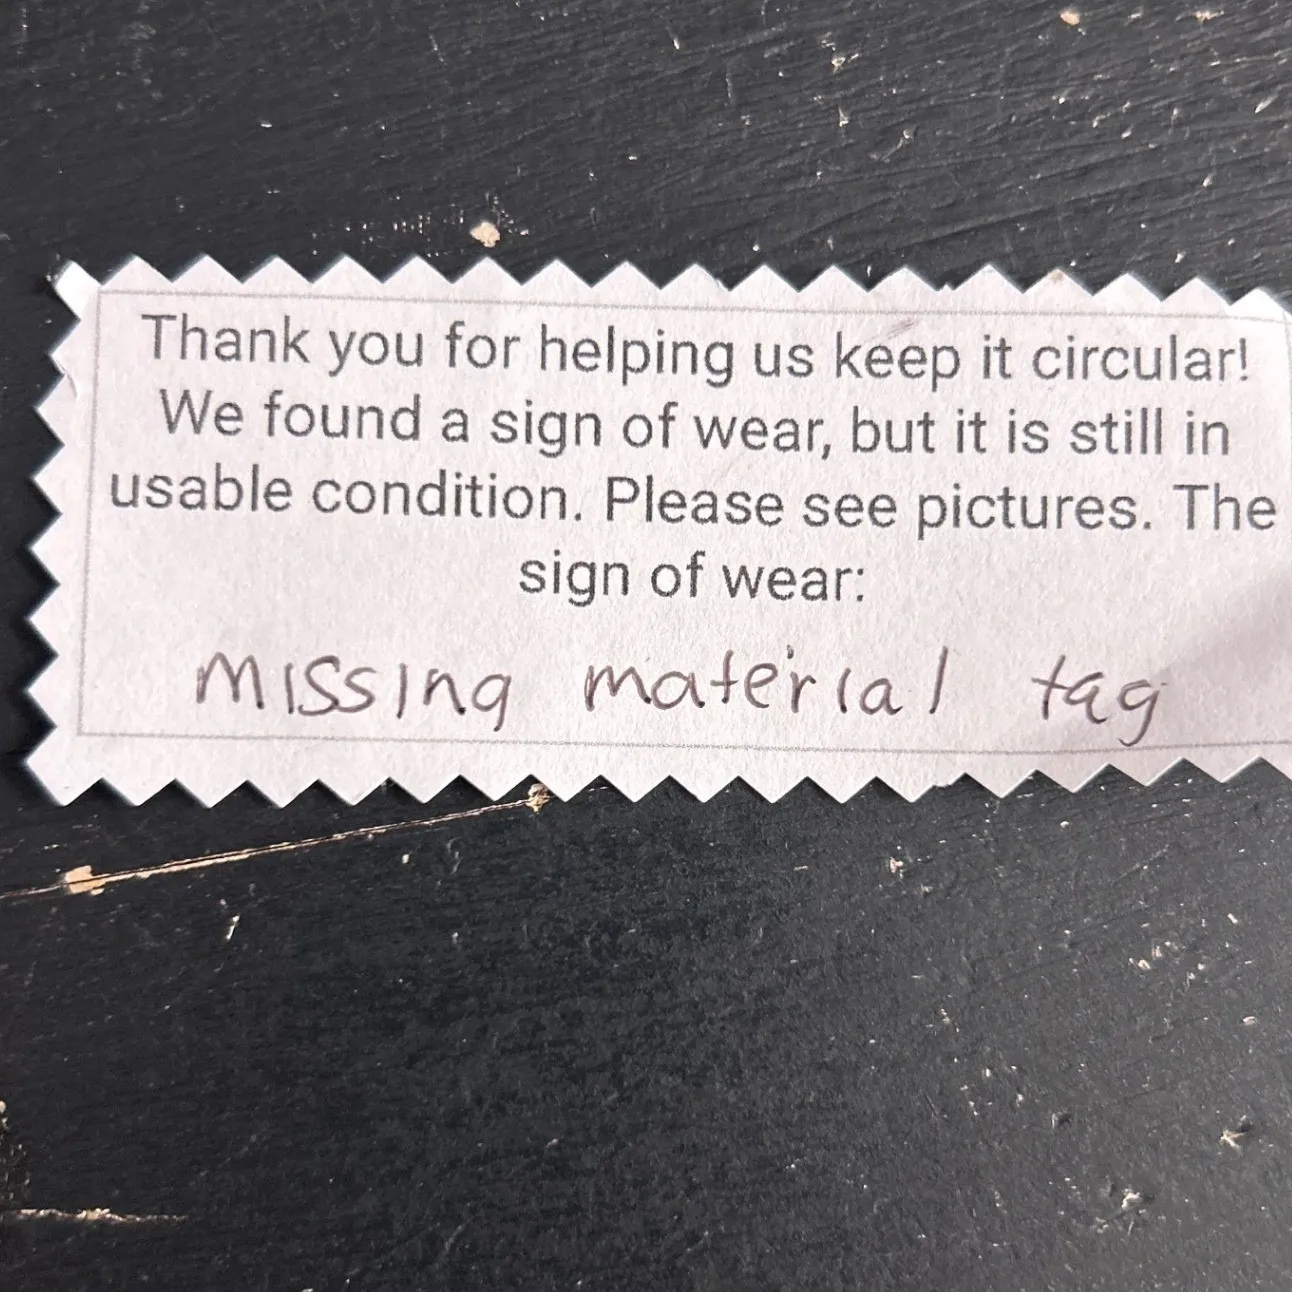 Thank you for helping us keep it circular!
We found a sign of wear, but it is still in
usable condition. Please see pictures. The
sign of wear:
missing material tag